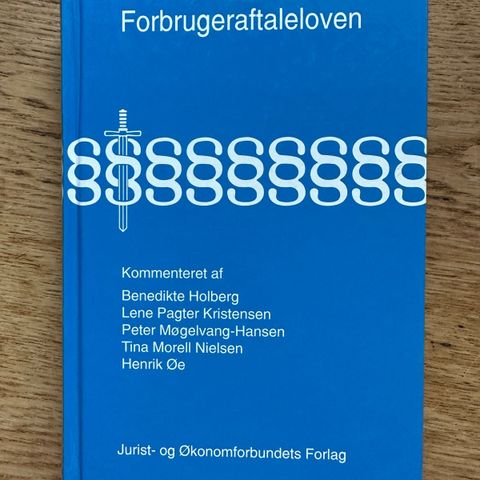 Forbrugeraftaleloven
§§§§§§§§§
Kommenteret af
Benedikte Holberg
Lene Pagter Kristensen
Peter Møgelvang-Hansen
Tina Morell Nielsen
Henrik Øe
Jurist- og Økonomforbundets Forlag